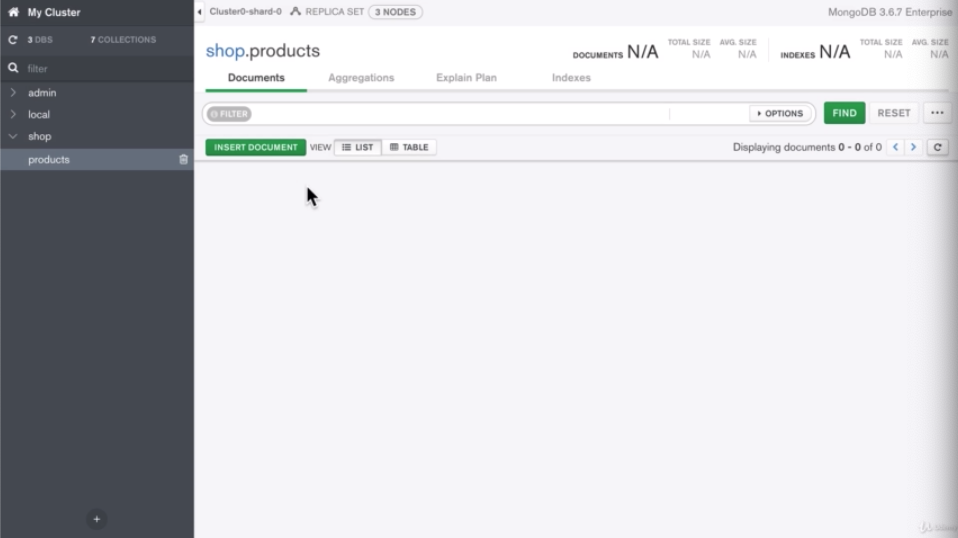 My Cluster
Cluster0-shard-0 REPLICA SET 3 NODES
MongoDB 3.6.7 Enterprise
3 DBS 7 COLLECTIONS
filter
admin
local
shop
products
shop.products
DOCUMENTS N/A TOTAL SIZE N/A AVG. SIZE N/A INDEXES N/A TOTAL SIZE N/A AVG. SIZE N/A
Documents Aggregations Explain Plan Indexes
FILTER OPTIONS FIND RESET ...
INSERT DOCUMENT VIEW LIST TABLE Displaying documents 0 - 0 of 0